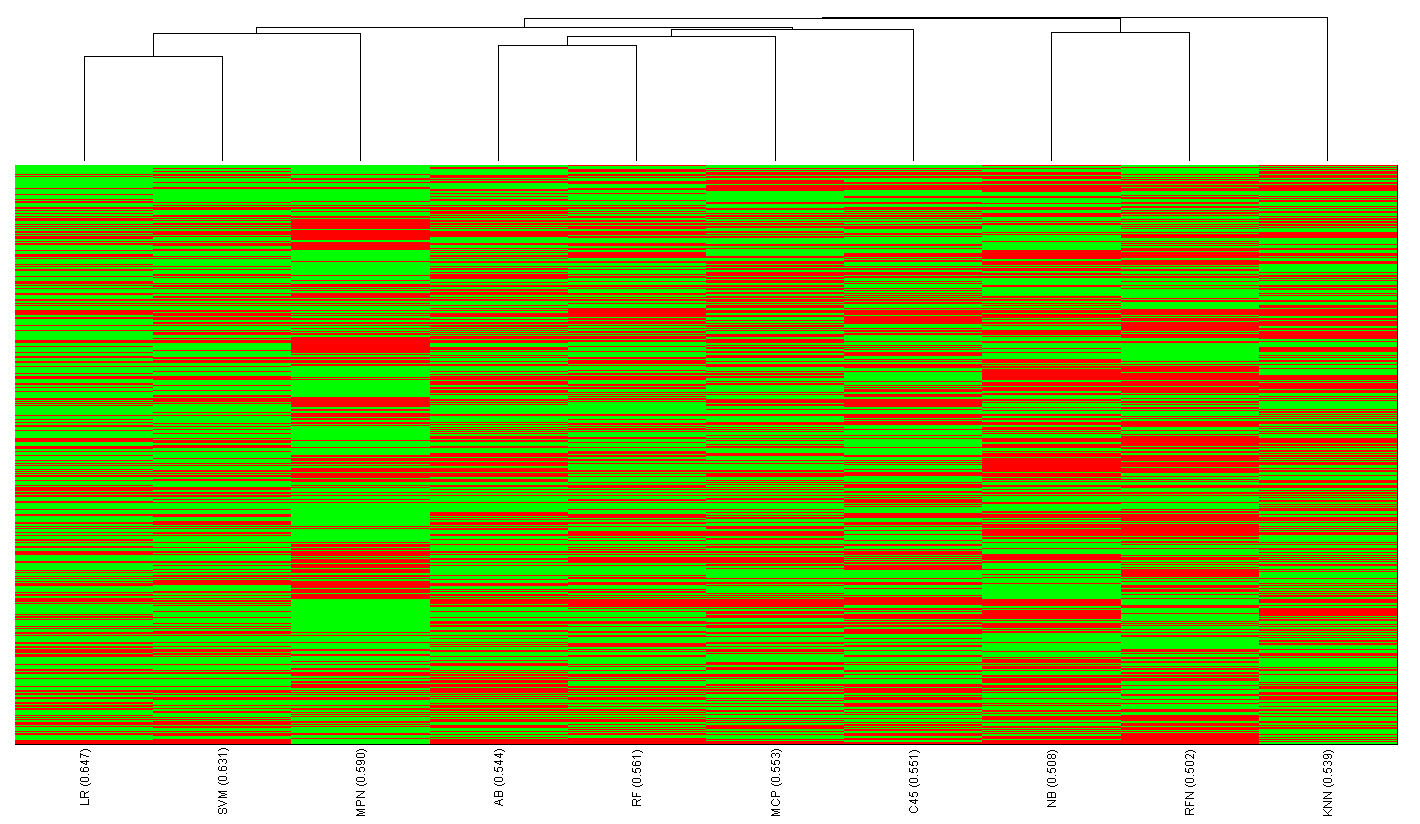 LR (0.647)
SVM (0.631)
MPN (0.590)
AB (0.544)
RF (0.561)
MCP (0.553)
C45 (0.551)
NB (0.508)
RFN (0.502)
KNN (0.539)